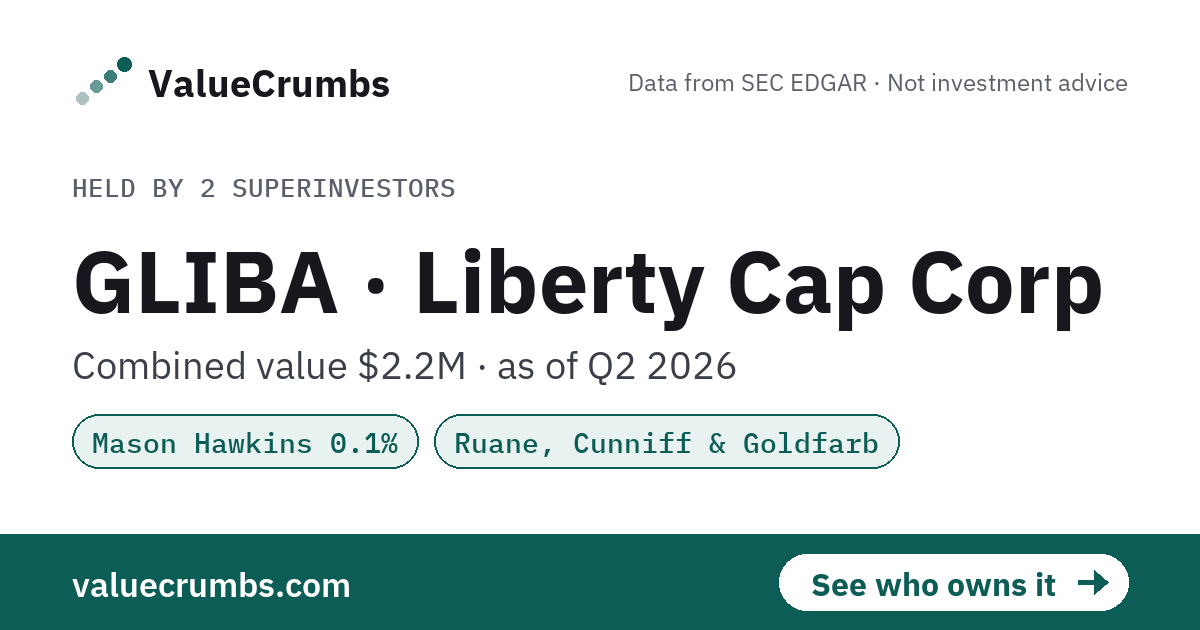 ValueCrumbs
Data from SEC EDGAR · Not investment advice
HELD BY 2 SUPERINVESTORS
GLIBA · Liberty Cap Corp
Combined value $2.2M · as of Q2 2026
Mason Hawkins 0.1%
Ruane, Cunniff & Goldfarb
valuecrumbs.com
See who owns it →